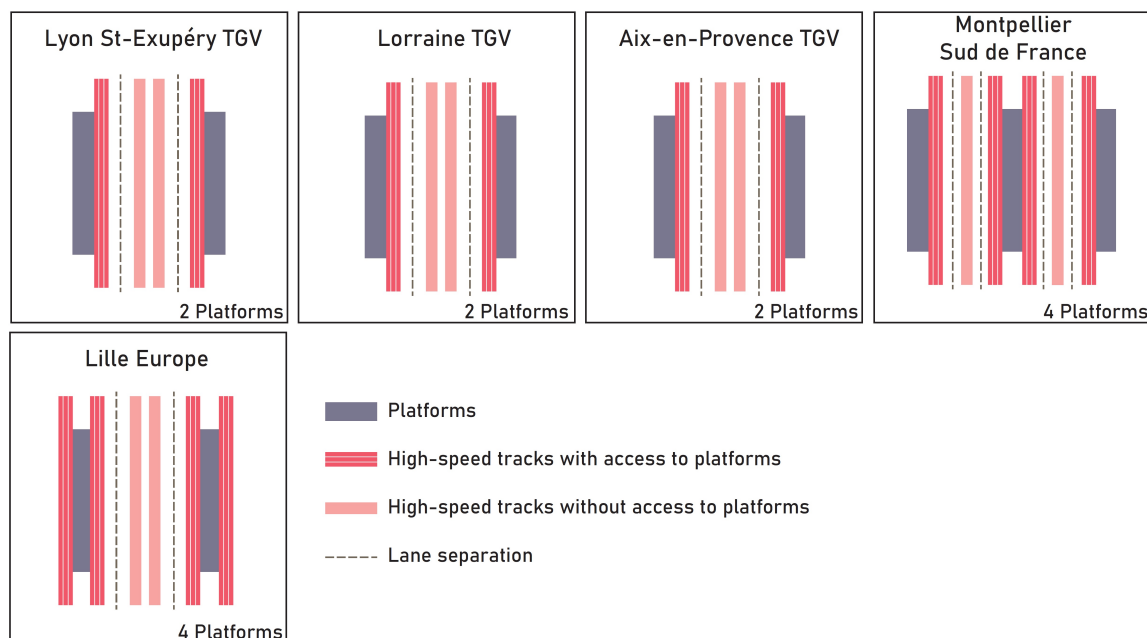 Lyon St-Exupéry TGV
2 Platforms
Lorraine TGV
2 Platforms
Aix-en-Provence TGV
2 Platforms
Montpellier
Sud de France
4 Platforms
Lille Europe
4 Platforms
Platforms
High-speed tracks with access to platforms
High-speed tracks without access to platforms
Lane separation